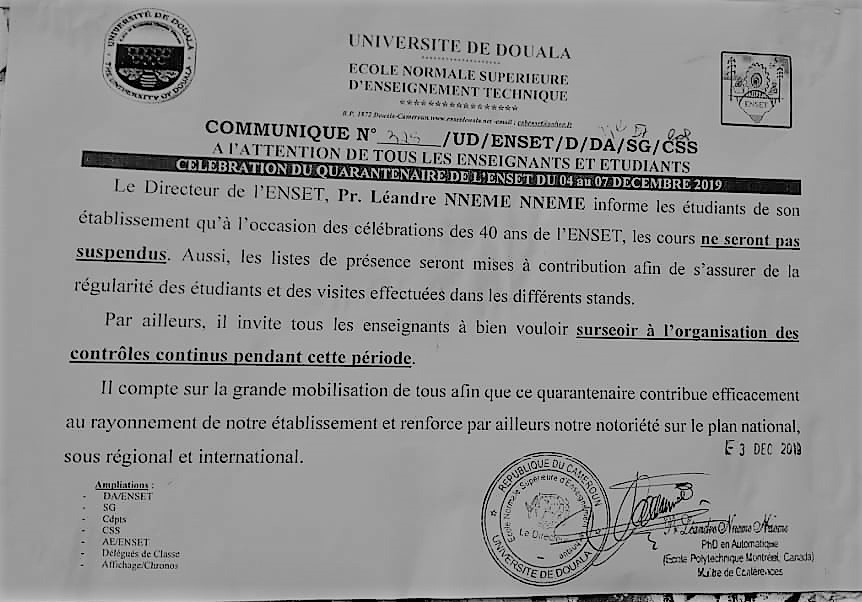 UNIVERSITÉ DE DOUALA
THE UNIVERSITY OF DOUALA
UNIVERSITE DE DOUALA
ECOLE NORMALE SUPERIEURE
D'ENSEIGNEMENT TECHNIQUE
*****************
ENSET
B.P. 1872 Douala-Cameroun
COMMUNIQUE N° /UD/ENSET/D/DA/SG/CSS
A l'ATTENTION DE TOUS LES ENSEIGNANTS ET ETUDIANTS
CELEBRATION DU QUARANTENAIRE DE L'ENSET DU 04 au 07 DECEMBRE 2019
Le Directeur de l'ENSET, Pr. Léandre NNEME NNEME informe les étudiants de son
établissement qu'à l'occasion des célébrations des 40 ans de l'ENSET, les cours ne seront pas
suspendus. Aussi, les listes de présence seront mises à contribution afin de s'assurer de la
régularité des étudiants et des visites effectuées dans les différents stands.
Par ailleurs, il invite tous les enseignants à bien vouloir surseoir à l'organisation des
contrôles continus pendant cette période.
Il compte sur la grande mobilisation de tous afin que ce quarantenaire contribue efficacement
au rayonnement de notre établissement et renforce par ailleurs notre notoriété sur le plan national,
sous régional et international.
3 DEC 2019
Ampliations :
- DA/ENSET
- SG
- Cdpts
- CSS
- AE/ENSET
- Délégués de Classe
- Affichage/Chronos
REPUBLIQUE DU CAMEROUN
Ecole Normale Supérieure d'Enseignement
Le Directeur
UNIVERSITE DE DOUALA
Pr Léandre Nneme Nneme
PhD en Automatique
(Ecole Polytechnique Montréal, Canada)
Maître de Conférences